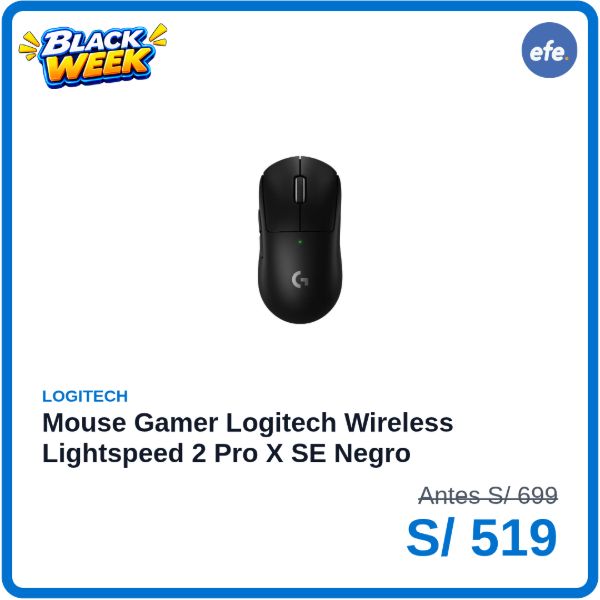 BLACK
WEEK
efe.
LOGITECH
Mouse Gamer Logitech Wireless
Lightspeed 2 Pro X SE Negro
Antes S/ 699
S/ 519